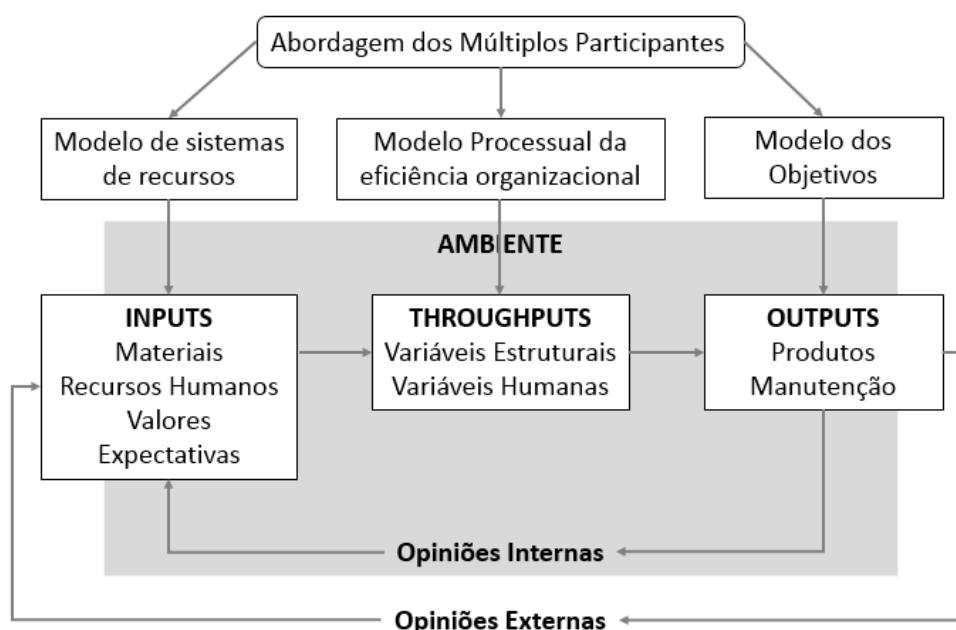 Abordagem dos Múltiplos Participantes
Modelo de sistemas
de recursos
Modelo Processual da
eficiência organizacional
Modelo dos
Objetivos
AMBIENTE
INPUTS
Materiais
Recursos Humanos
Valores
Expectativas
THROUGHPUTS
Variáveis Estruturais
Variáveis Humanas
OUTPUTS
Produtos
Manutenção
Opiniões Internas
Opiniões Externas